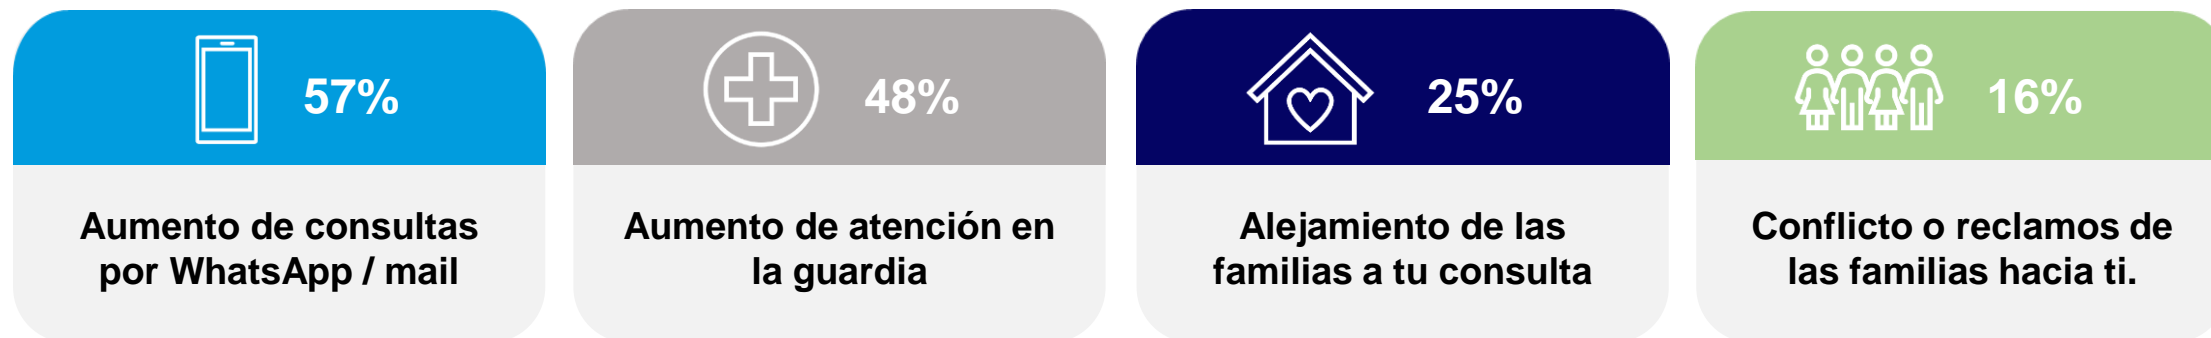 57%
Aumento de consultas
por WhatsApp / mail
48%
Aumento de atención en
la guardia
25%
Alejamiento de las
familias a tu consulta
16%
Conflicto o reclamos de
las familias hacia ti.